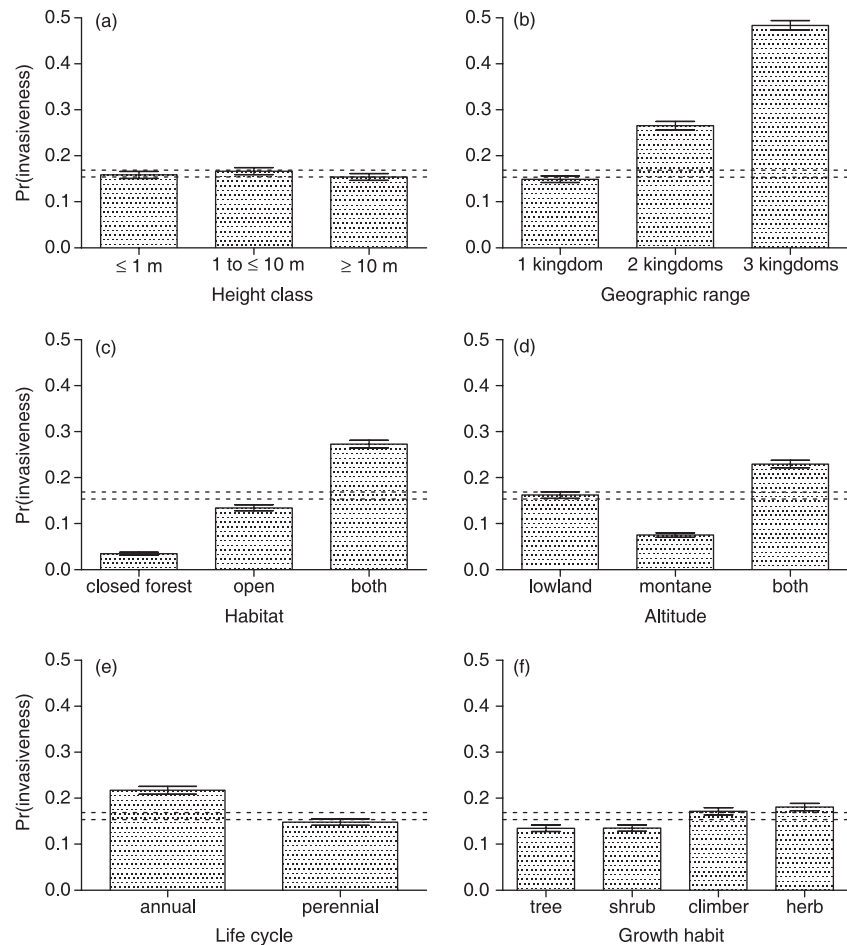 (a)
Pr(invasiveness)
0.5
0.4
0.3
0.2
0.1
0.0
≤ 1 m 1 to ≤ 10 m ≥ 10 m
Height class
(b)
0.5
0.4
0.3
0.2
0.1
0.0
1 kingdom 2 kingdoms 3 kingdoms
Geographic range
(c)
Pr(invasiveness)
0.5
0.4
0.3
0.2
0.1
0.0
closed forest open both
Habitat
(d)
0.5
0.4
0.3
0.2
0.1
0.0
lowland montane both
Altitude
(e)
Pr(invasiveness)
0.5
0.4
0.3
0.2
0.1
0.0
annual perennial
Life cycle
(f)
0.5
0.4
0.3
0.2
0.1
0.0
tree shrub climber herb
Growth habit